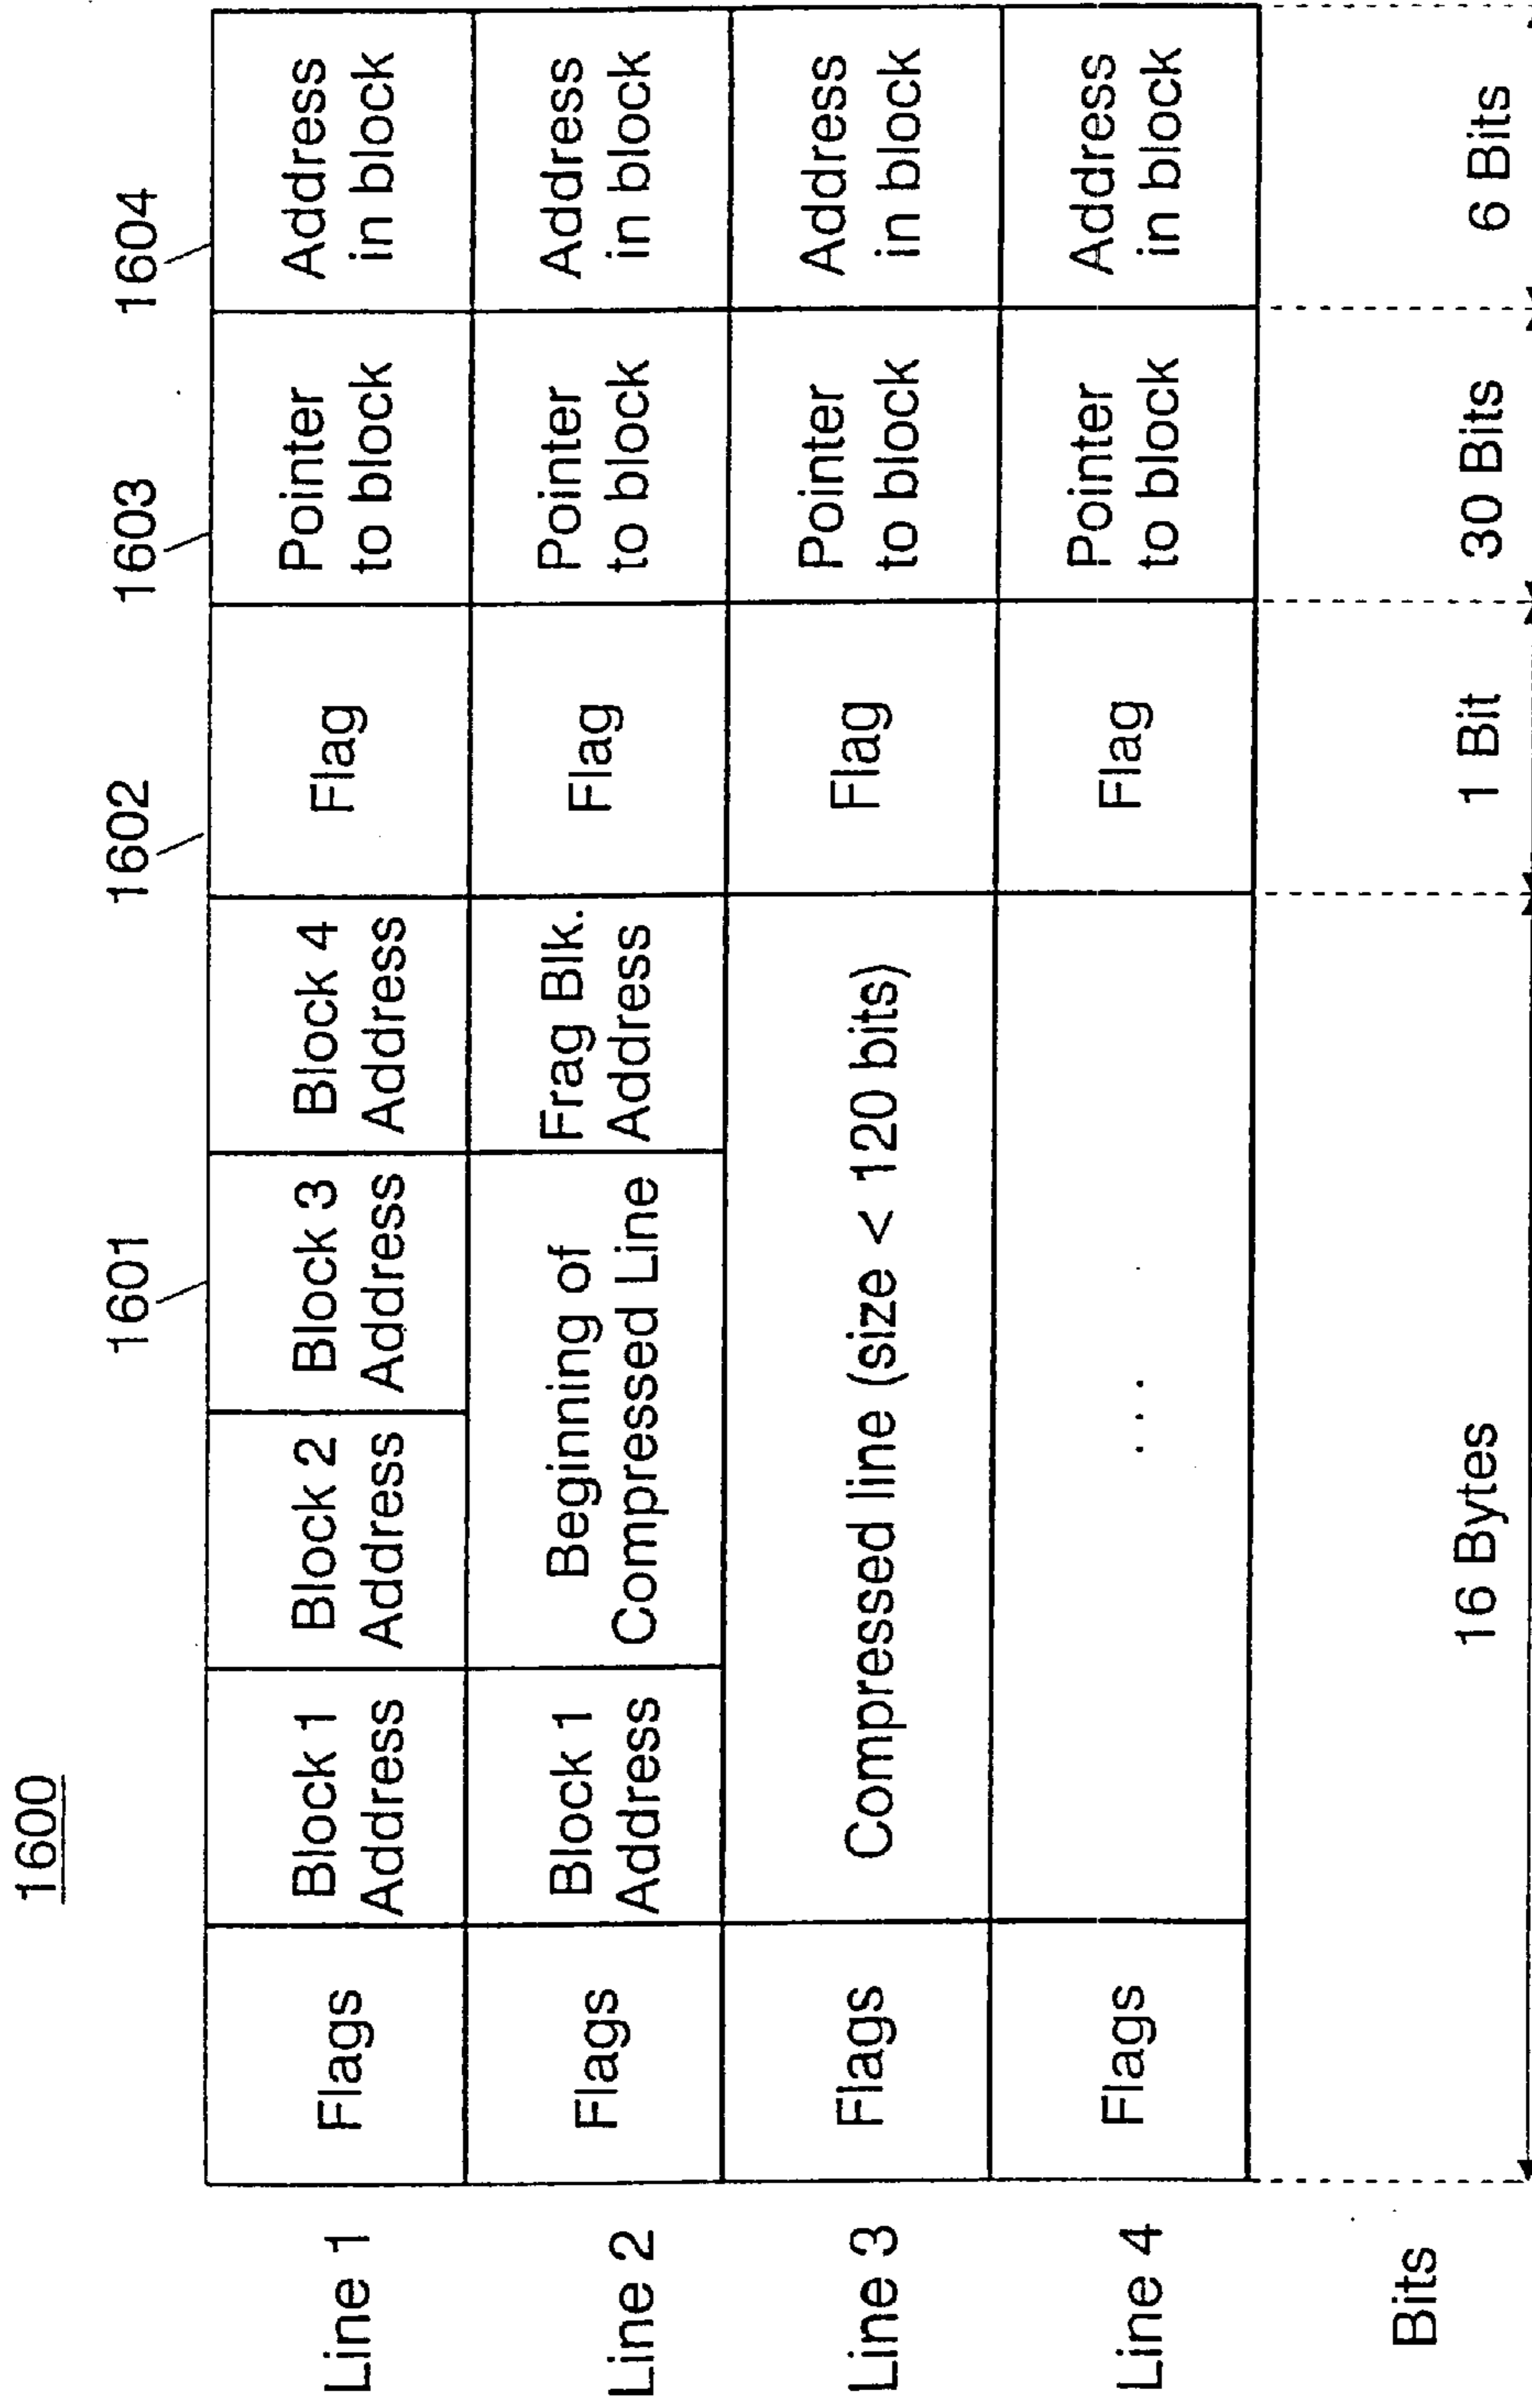 1600
1601
1602
1603
1604
Line 1
Flags
Block 1
Address
Block 2
Address
Block 3
Address
Block 4
Address
Flag
Pointer
to block
Address
in block
Line 2
Flags
Block 1
Address
Beginning of
Compressed Line
Frag Blk.
Address
Flag
Pointer
to block
Address
in block
Line 3
Flags
Compressed line (size < 120 bits)
Flag
Pointer
to block
Address
in block
Line 4
Flags
. . .
Flag
Pointer
to block
Address
in block
Bits
16 Bytes
1 Bit
30 Bits
6 Bits